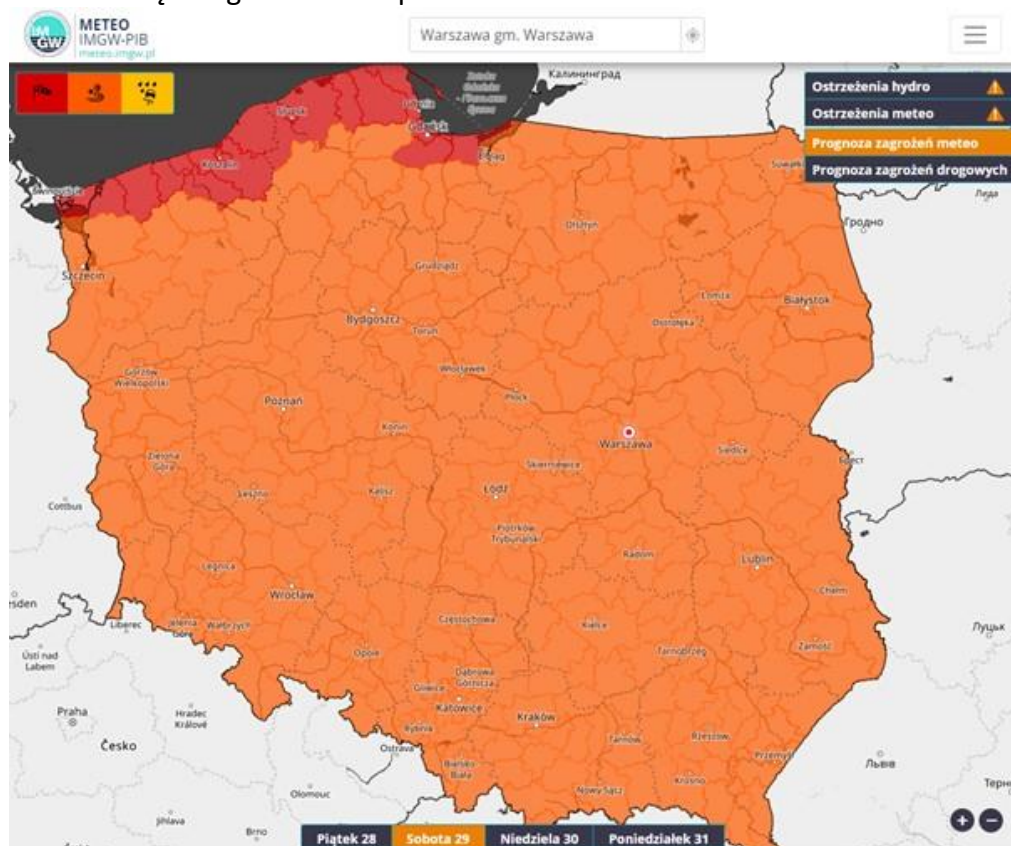 METEO
IMGW-PIB
meteo.imgw.pl
IM
GW
Warszawa gm. Warszawa
Ostrzeżenia hydro
Ostrzeżenia meteo
Prognoza zagrożeń meteo
Prognoza zagrożeń drogowych
Калининград
Gdynia
Słupsk
Gdańsk
Koszalin
Elbląg
Suwałki
Świnoujście
Лида
Гродно
Olsztyn
Szczecin
Grudziądz
Łomża
Białystok
Bydgoszcz
Ostrołęka
Toruń
Włocławek
Gorzów
Wielkopolski
Płock
Poznań
Konin
Warszawa
Siedlce
Брест
Zielona
Góra
Skierniewice
Łódź
Leszno
Kalisz
Cottbus
Piotrków
Trybunalski
Radom
Lublin
Legnica
Wrocław
Chełm
Częstochowa
Kielce
Liberec
Jelenia
Góra
Wałbrzych
Луцьк
Opole
Tarnobrzeg
Zamość
Ústí nad
Labem
Dąbrowa
Górnicza
Gliwice
Katowice
Kraków
Praha
Hradec
Králové
Rybnik
Tarnów
Rzeszów
Česko
Ostrava
Przemyśl
Львів
Bielsko-
Biała
Krosno
Nowy Sącz
Olomouc
Jihlava
Brno
Piątek 28
Sobota 29
Niedziela 30
Poniedziałek 31